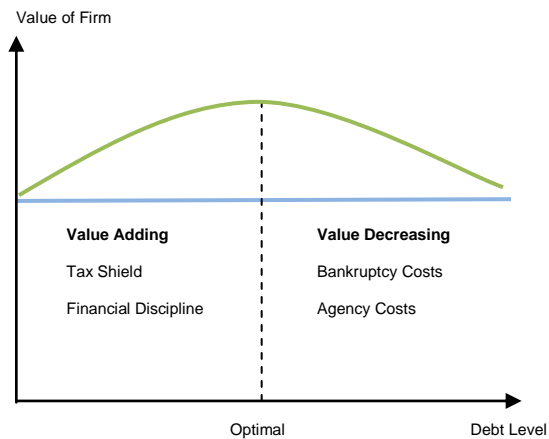 Value of Firm
Value Adding
Tax Shield
Financial Discipline
Value Decreasing
Bankruptcy Costs
Agency Costs
Optimal
Debt Level